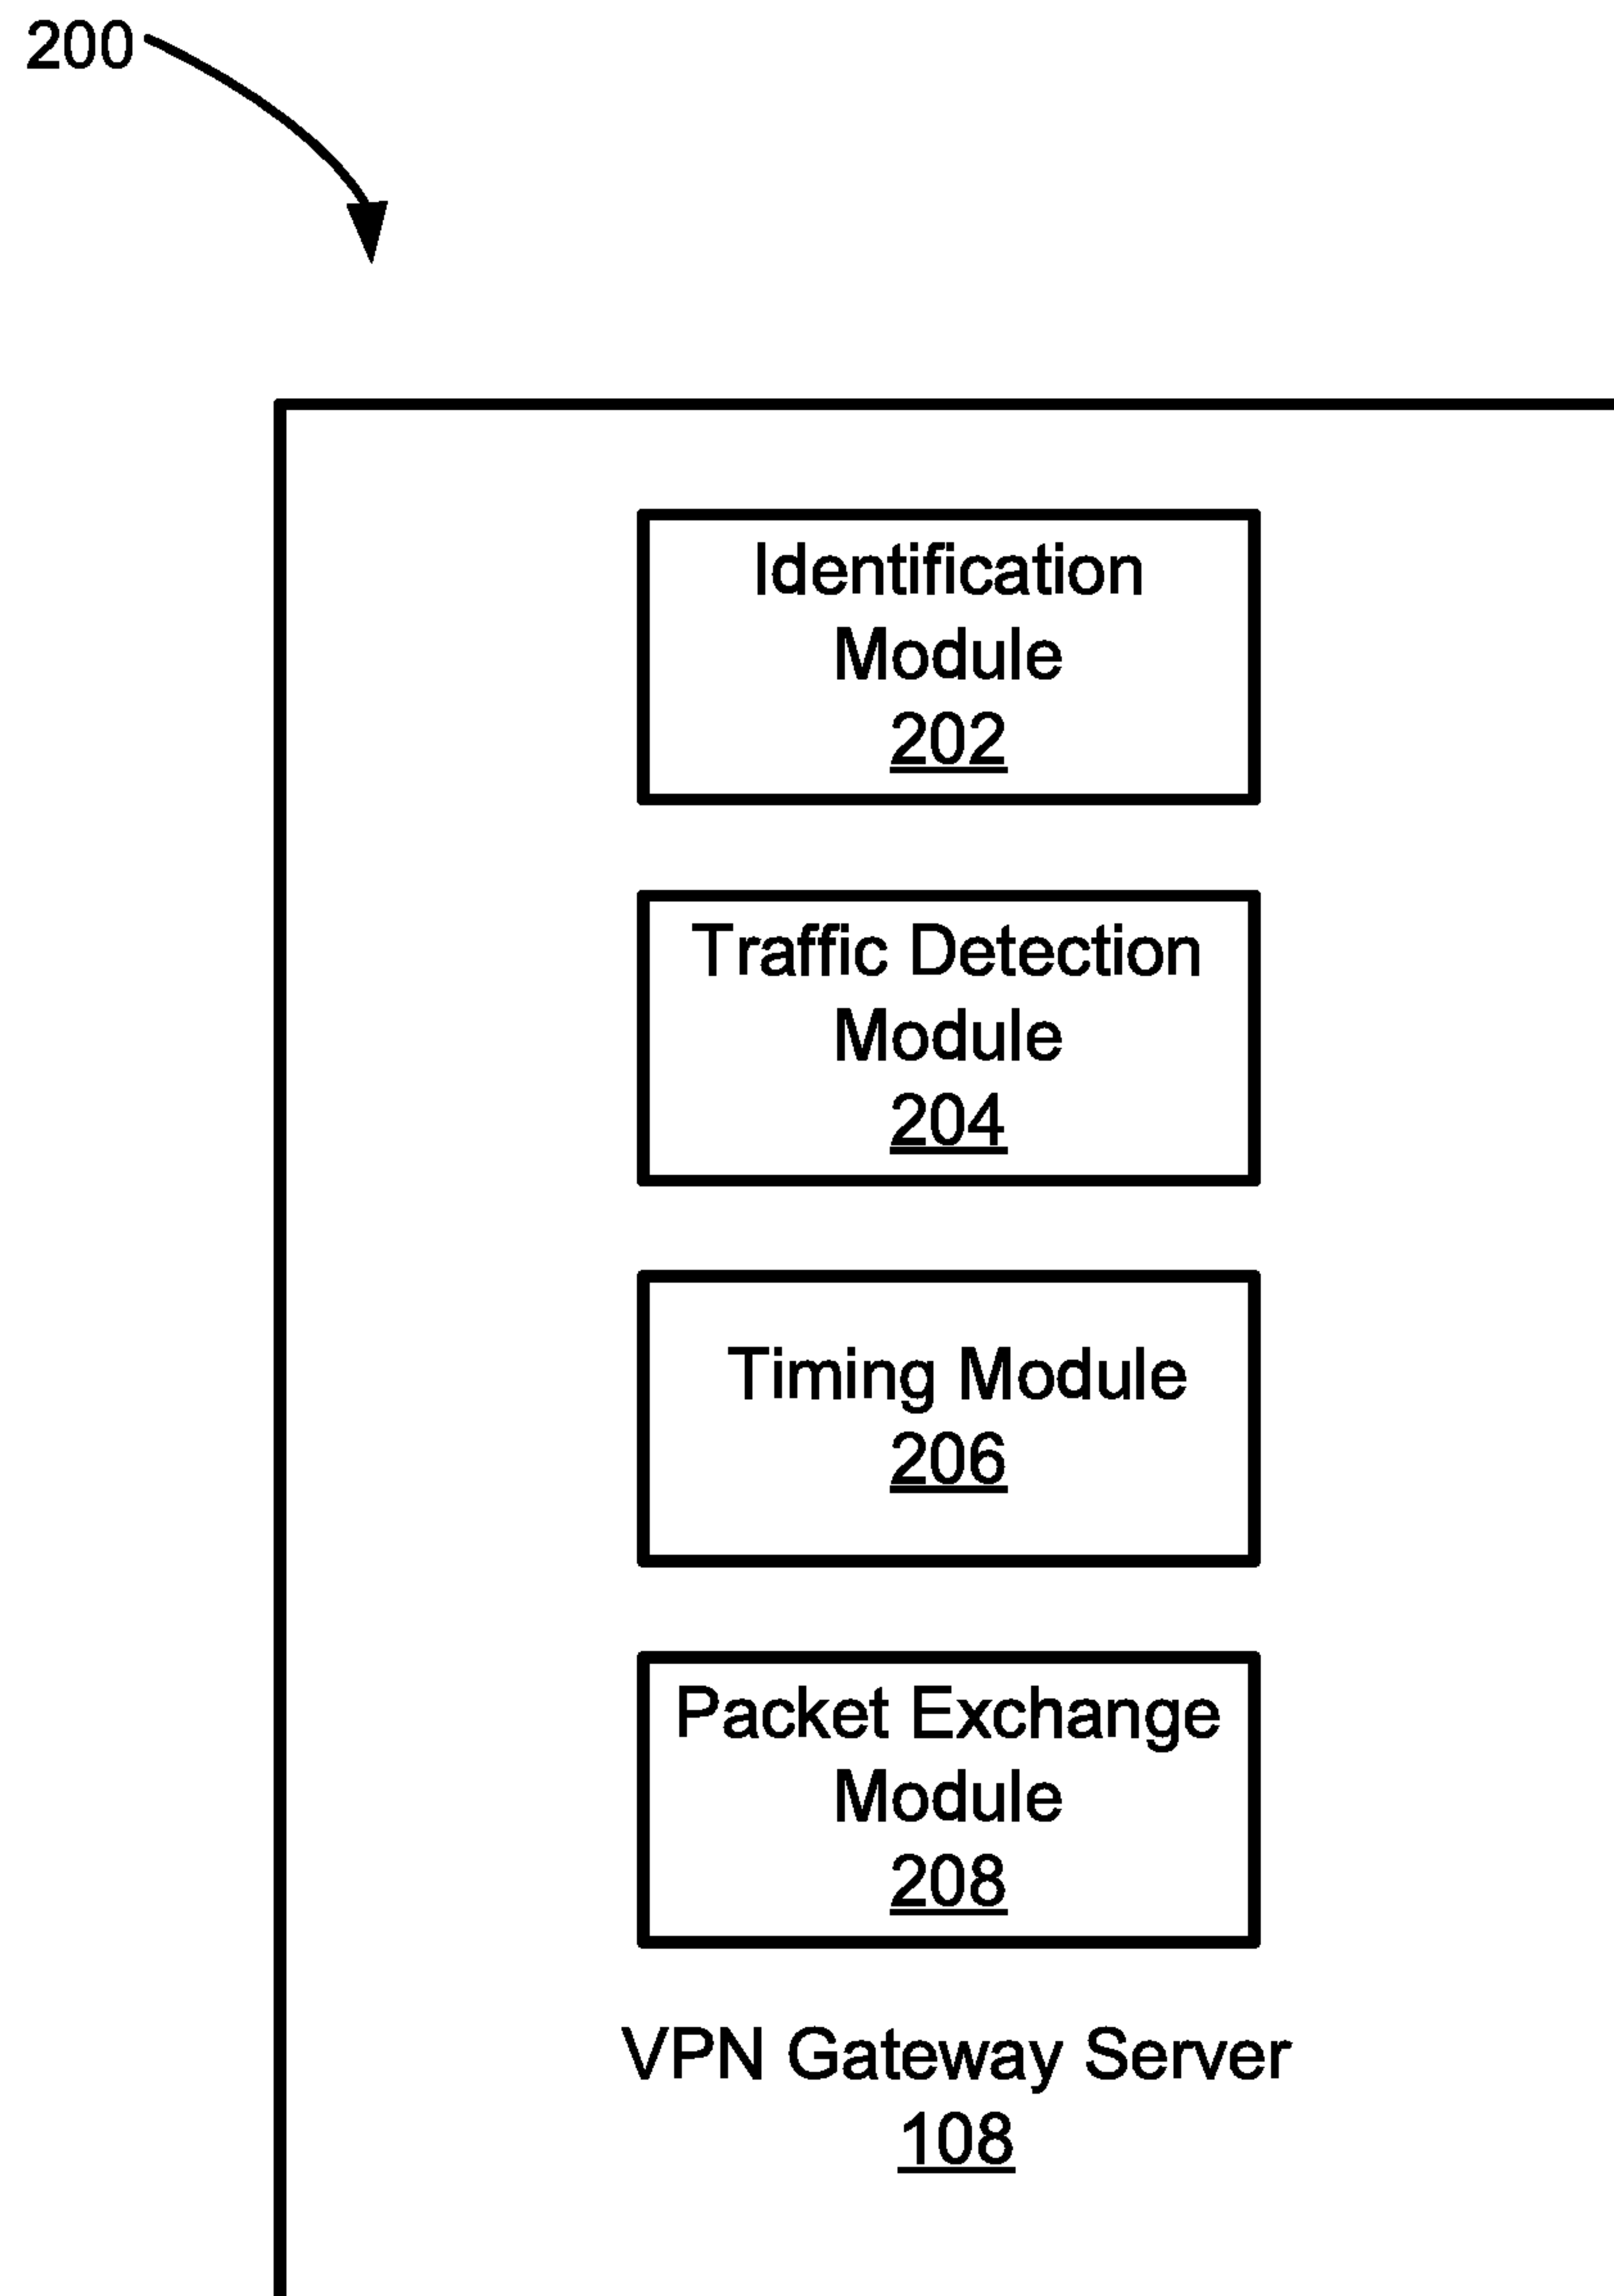 200
Identification
Module
202
Traffic Detection
Module
204
Timing Module
206
Packet Exchange
Module
208
VPN Gateway Server
108